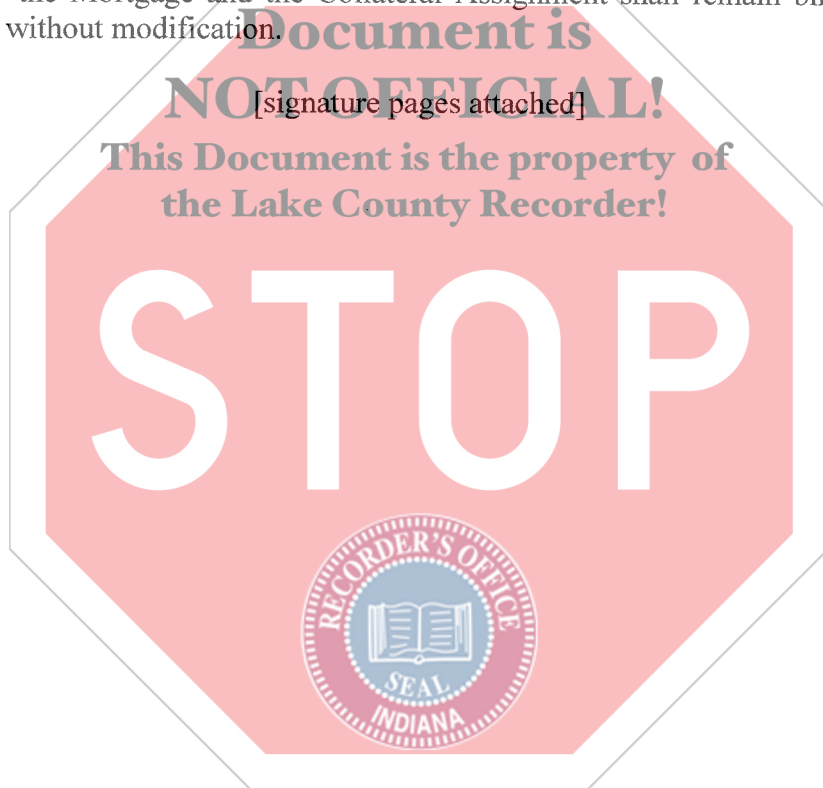 the Mortgage and the Collateral Assignment shall remain
without modification.
Document is
NOT OFFICIAL!
[signature pages attached]
This Document is the property of
the Lake County Recorder!
STOP
RECORDER'S OFFICE
SEAL
INDIANA